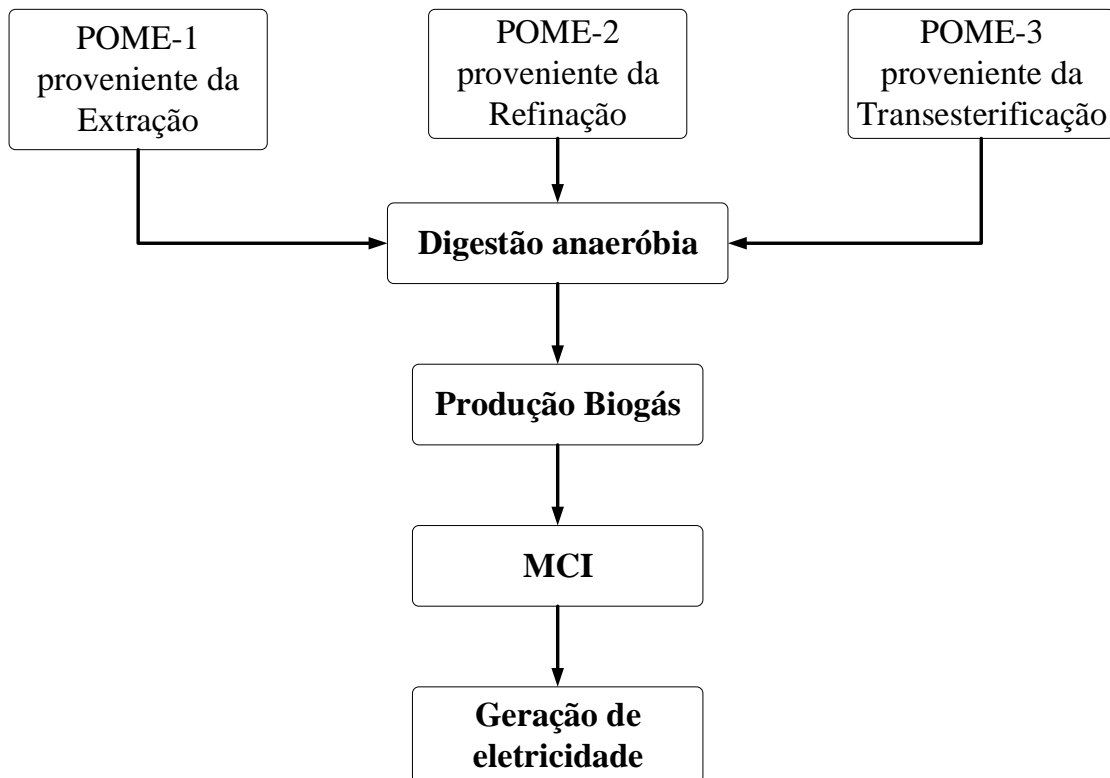 POME-1
proveniente da
Extração
POME-2
proveniente da
Refinação
POME-3
proveniente da
Transesterificação
Digestão anaeróbia
Produção Biogás
MCI
Geração de
eletricidade